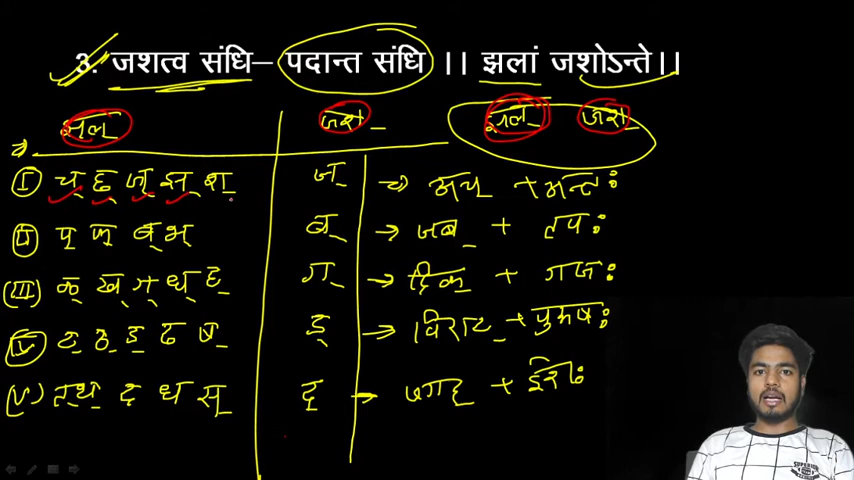 3. जशत्व संधि– पदान्त संधि || झलां जशोऽन्ते||
झल् जश् झल् जश्
I च् छ् ज् झ् श् ज् → अच् + अन्तः
II प् फ् ब् भ् ब् → जब् + तपः
III क् ख् ग् घ् ह् ग् → दिक् + गजः
IV ट् ठ् ड् ढ् ष् ड् → विराट् + पुरुषः
V त् थ् द ध स् द् → जगद् +